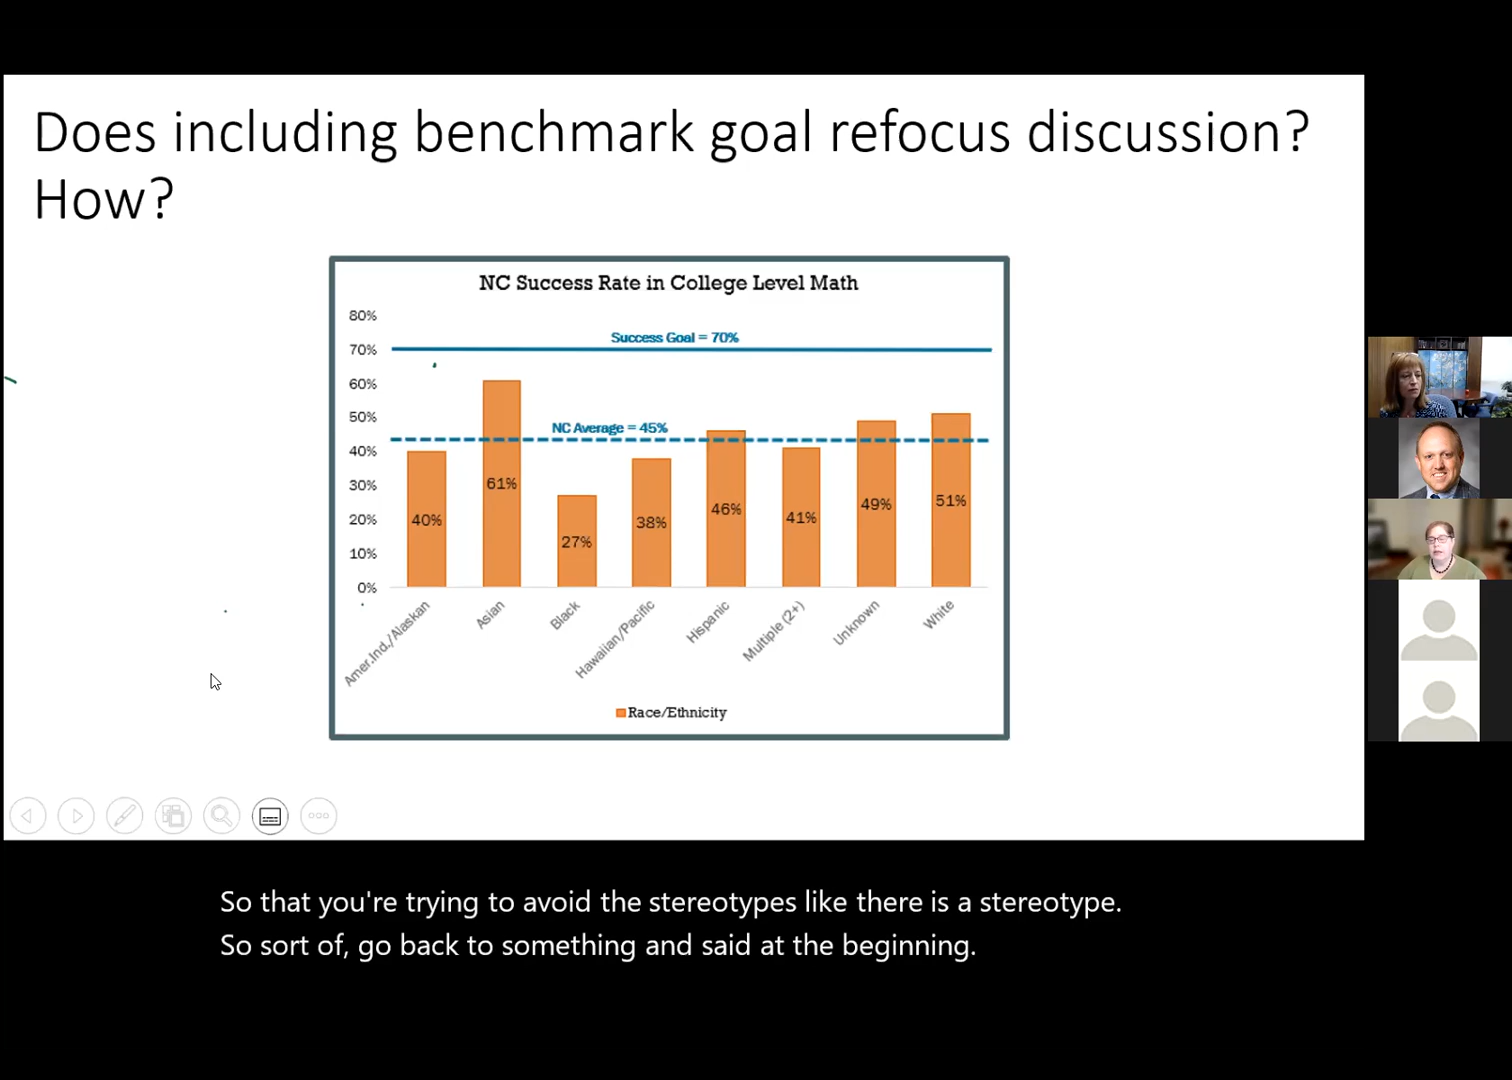 Does including benchmark goal refocus discussion?
How?
NC Success Rate in College Level Math
80%
Success Goal = 70%
70%
60%
50%
NC Average = 45%
40%
30%
20%
10%
0%
40%
61%
27%
38%
46%
41%
49%
51%
Amer.Ind./Alaskan
Asian
Black
Hawaiian/Pacific
Hispanic
Multiple (2+)
Unknown
White
Race/Ethnicity
So that you're trying to avoid the stereotypes like there is a stereotype.
So sort of, go back to something and said at the beginning.